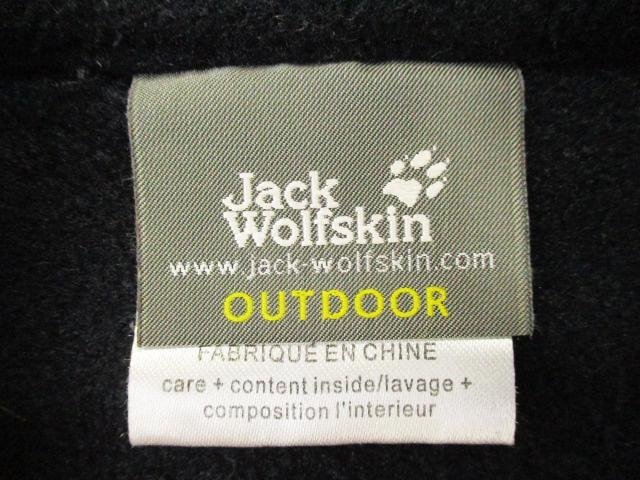 Jack
Wolfskin
www.jack-wolfskin.com
OUTDOOR
FABRIQUE EN CHINE
care + content inside/lavage +
composition l'interieur